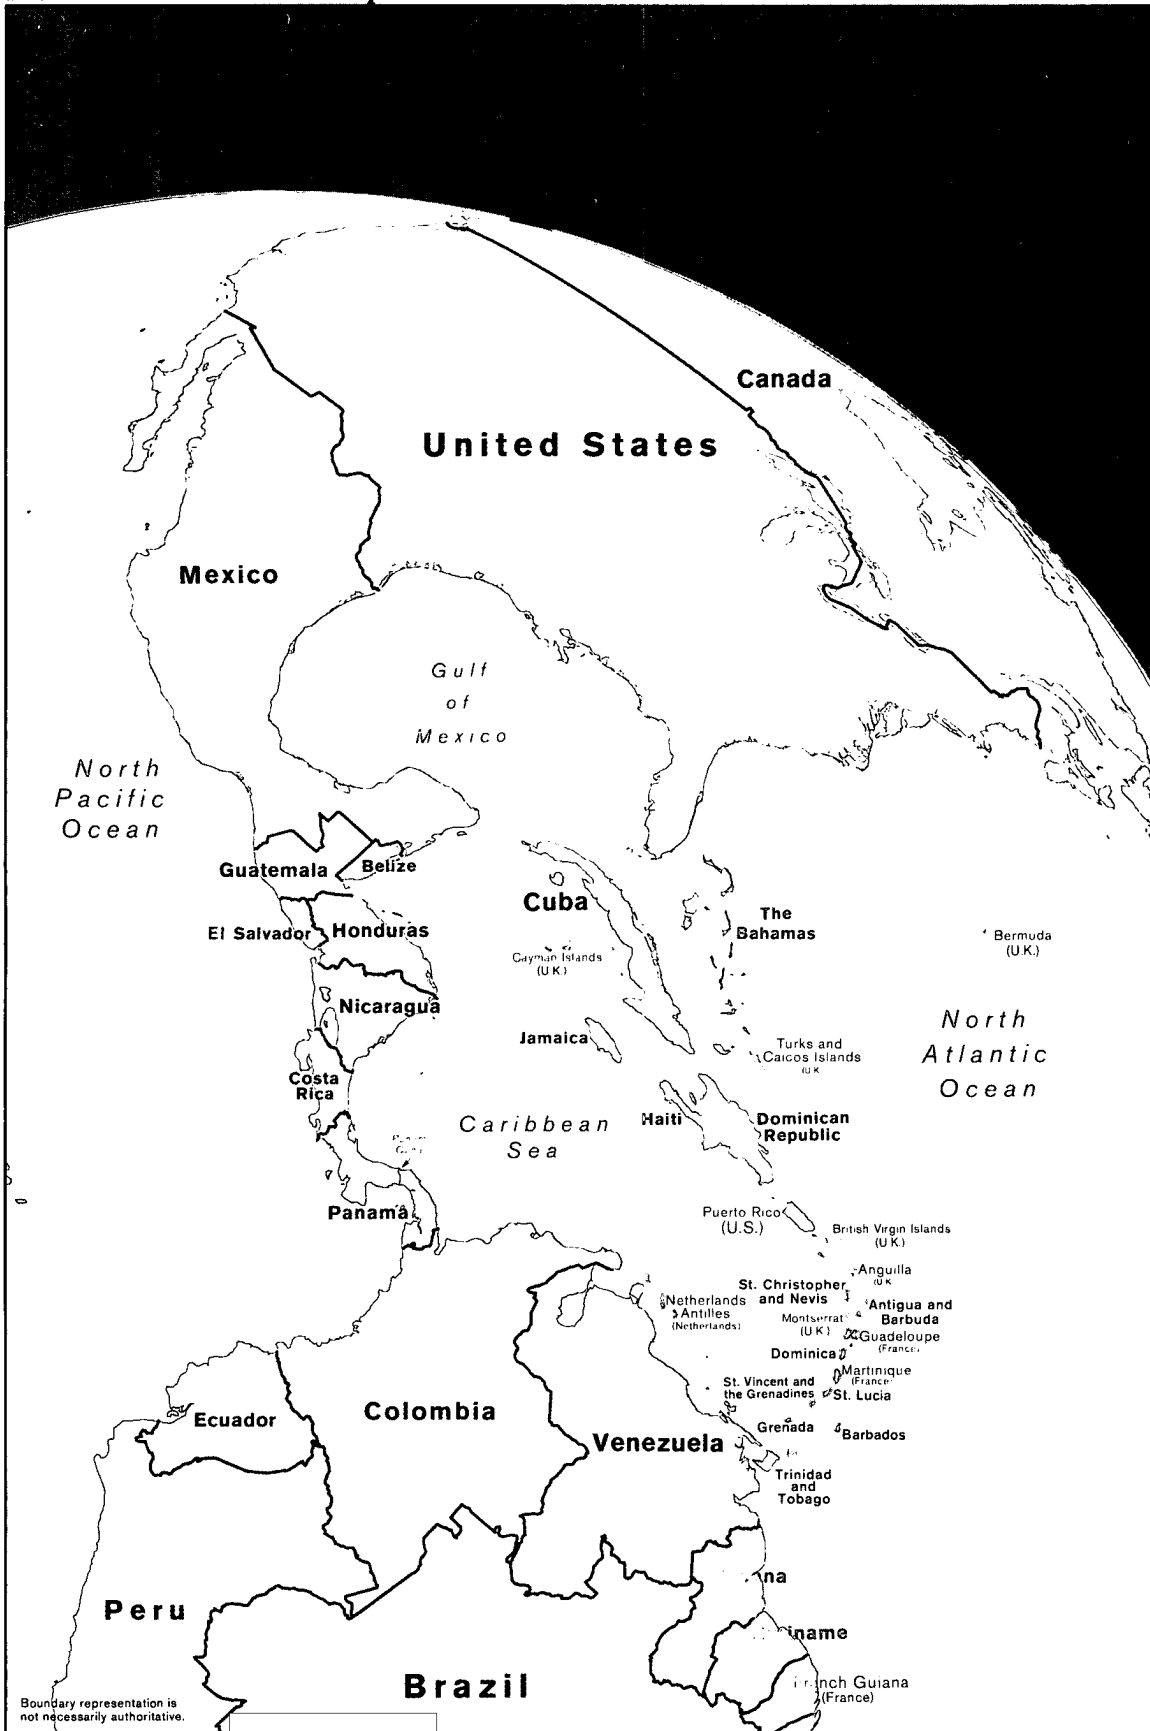 Canada
United States
Mexico
Gulf
of
Mexico
North
Pacific
Ocean
Guatemala
Belize
Cuba
The
Bahamas
El Salvador
Honduras
Bermuda
(U.K.)
Cayman Islands
(U.K.)
Nicaragua
Jamaica
North
Atlantic
Ocean
Turks and
Caicos Islands
(U.K
Costa
Rica
Haiti
Dominican
Republic
Caribbean
Sea
Panamá
Puerto Rico
(U.S.)
British Virgin Islands
(U.K.)
Anguilla
(U.K
St. Christopher
and Nevis
Netherlands
Antilles
(Netherlands)
Antigua and
Barbuda
Montserrat
(U.K.)
Guadeloupe
(France)
Dominica
Martinique
(France)
St. Vincent and
the Grenadines
St. Lucia
Ecuador
Colombia
Grenada
Barbados
Venezuela
Trinidad
and
Tobago
na
Peru
iname
Brazil
nch Guiana
(France)
Boundary representation is
not necessarily authoritative.